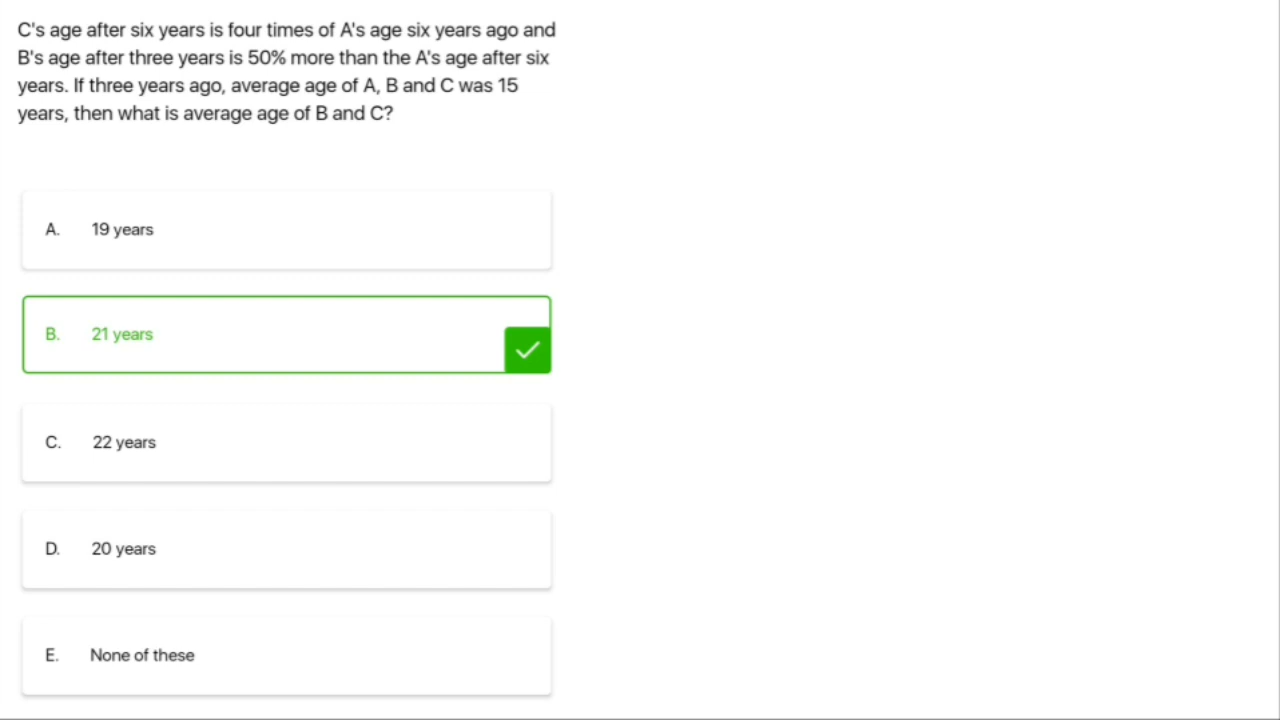 C's age after six years is four times of A's age six years ago and
B's age after three years is 50% more than the A's age after six
years. If three years ago, average age of A, B and C was 15
years, then what is average age of B and C?
A. 19 years
B. 21 years
C. 22 years
D. 20 years
E. None of these